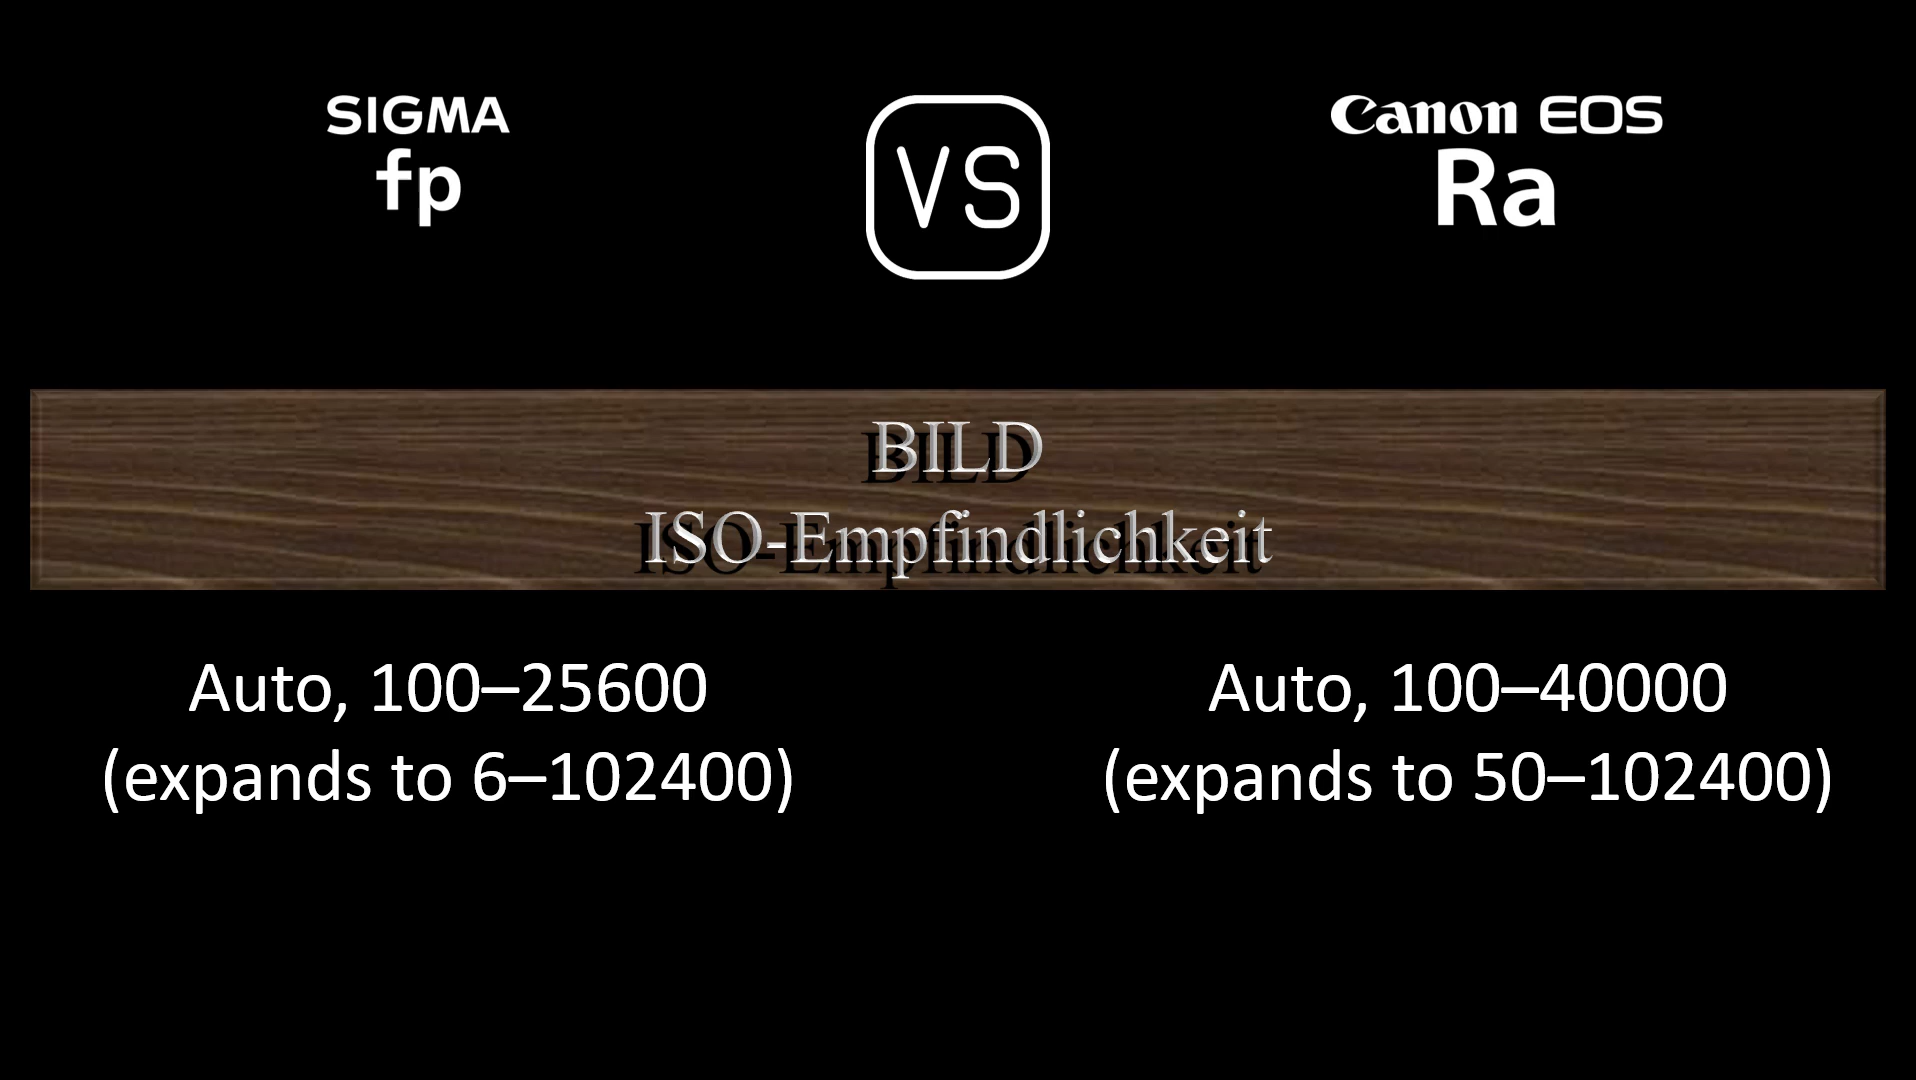 SIGMA
fp
VS
Canon EOS
Ra
BILD
ISO-Empfindlichkeit
Auto, 100–25600
(expands to 6–102400)
Auto, 100–40000
(expands to 50–102400)